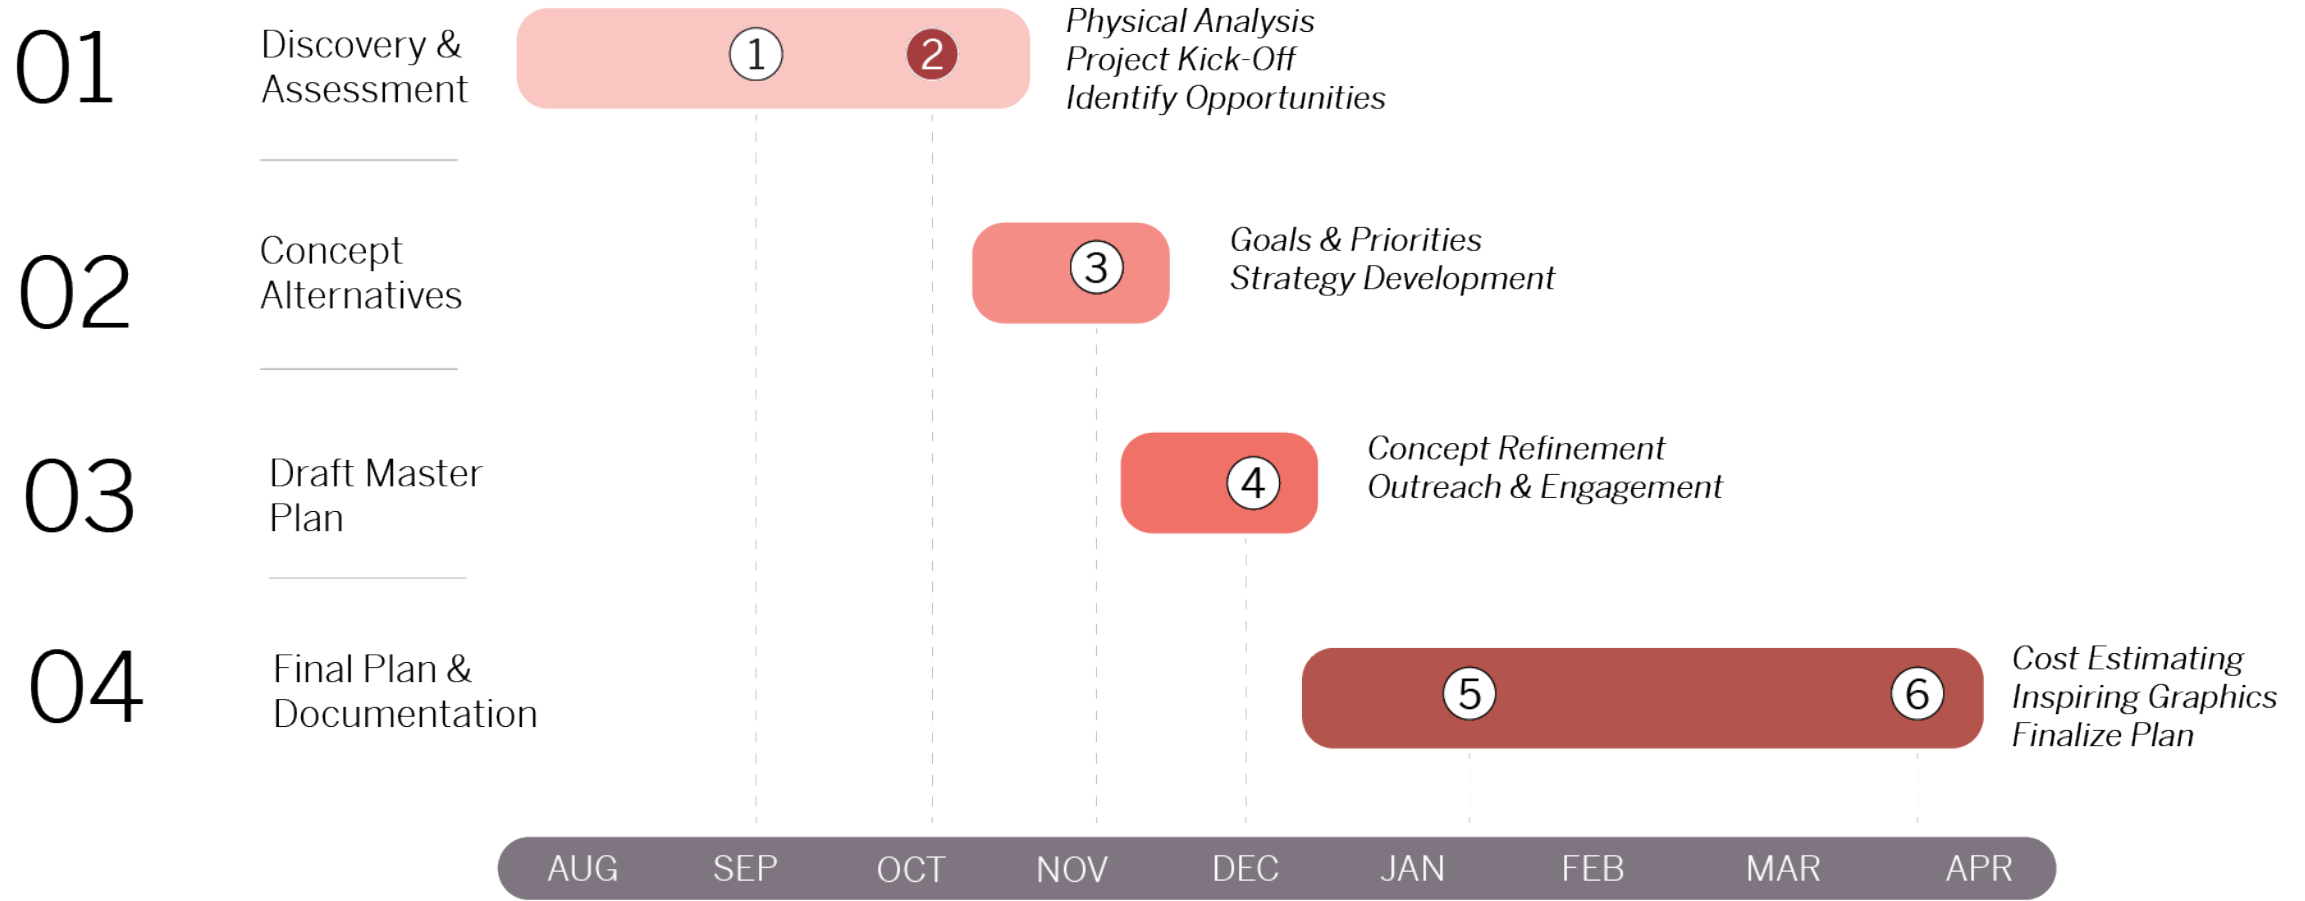 01
Discovery &
Assessment
1
2
Physical Analysis
Project Kick-Off
Identify Opportunities
02
Concept
Alternatives
3
Goals & Priorities
Strategy Development
03
Draft Master
Plan
4
Concept Refinement
Outreach & Engagement
04
Final Plan &
Documentation
5
6
Cost Estimating
Inspiring Graphics
Finalize Plan
AUG SEP OCT NOV DEC JAN FEB MAR APR